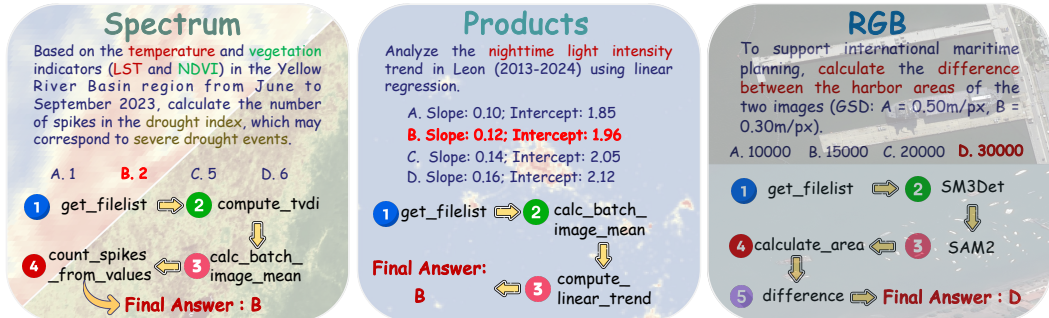 Spectrum
Based on the temperature and vegetation
indicators (LST and NDVI) in the Yellow
River Basin region from June to
September 2023, calculate the number
of spikes in the drought index, which may
correspond to severe drought events.
A. 1 B. 2 C. 5 D. 6
1 get_filelist 2 compute_tvdi
4 count_spikes
_from_values
3 calc_batch_
image_mean
Final Answer : B
Products
Analyze the nighttime light intensity
trend in Leon (2013-2024) using linear
regression.
A. Slope: 0.10; Intercept: 1.85
B. Slope: 0.12; Intercept: 1.96
C. Slope: 0.14; Intercept: 2.05
D. Slope: 0.16; Intercept: 2.12
1 get_filelist 2 calc_batch_
image_mean
Final Answer:
B
3 compute_
linear_trend
RGB
To support international maritime
planning, calculate the difference
between the harbor areas of the
two images (GSD: A = 0.50m/px, B =
0.30m/px).
A. 10000 B. 15000 C. 20000 D. 30000
1 get_filelist 2 SM3Det
4 calculate_area 3 SAM2
5 difference Final Answer : D